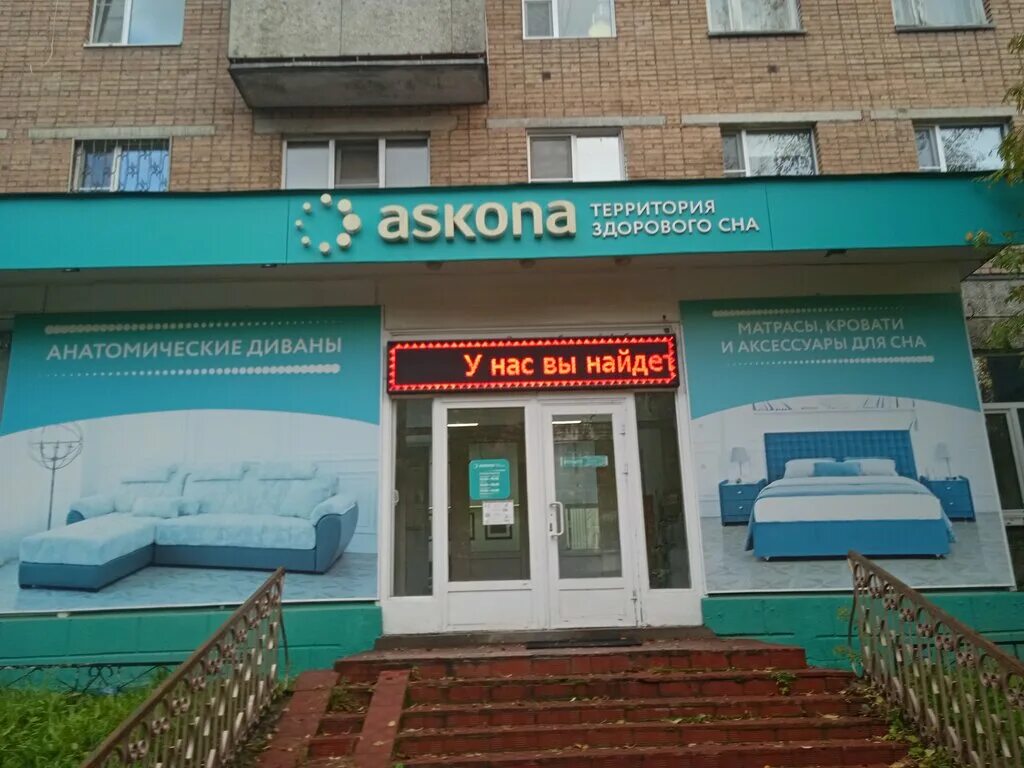 askona
ТЕРРИТОРИЯ
ЗДОРОВОГО СНА
АНАТОМИЧЕСКИЕ ДИВАНЫ
У нас вы найдет
МАТРАСЫ, КРОВАТИ
И АКСЕССУАРЫ ДЛЯ СНА